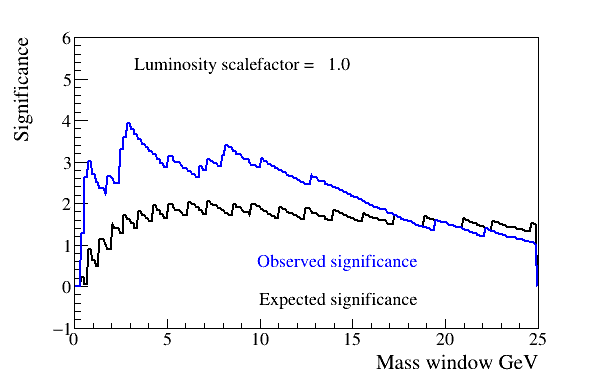 Significance
6
Luminosity scalefactor = 1.0
5
4
3
2
1
Observed significance
0
Expected significance
−1
0 5 10 15 20 25
Mass window GeV